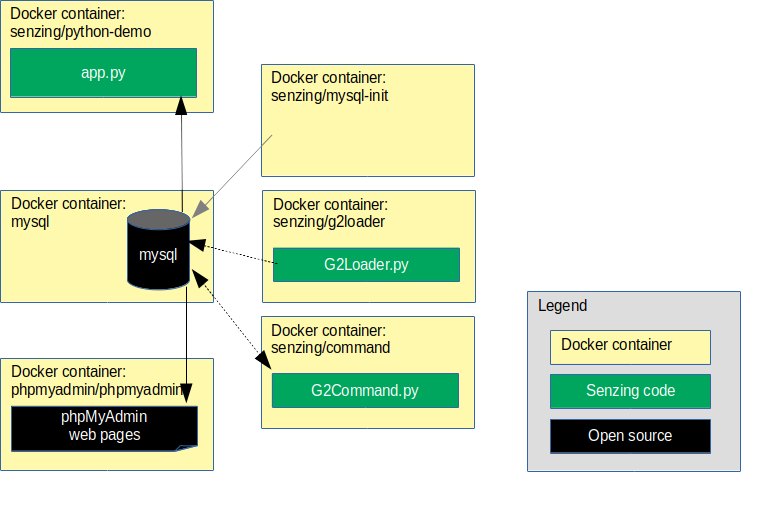 Docker container:
senzing/python-demo
app.py
Docker container:
senzing/mysql-init
Docker container:
mysql
mysql
Docker container:
senzing/g2loader
G2Loader.py
Docker container:
senzing/command
G2Command.py
Docker container:
phpmyadmin/phpmyadmin
phpMyAdmin
web pages
Legend
Docker container
Senzing code
Open source